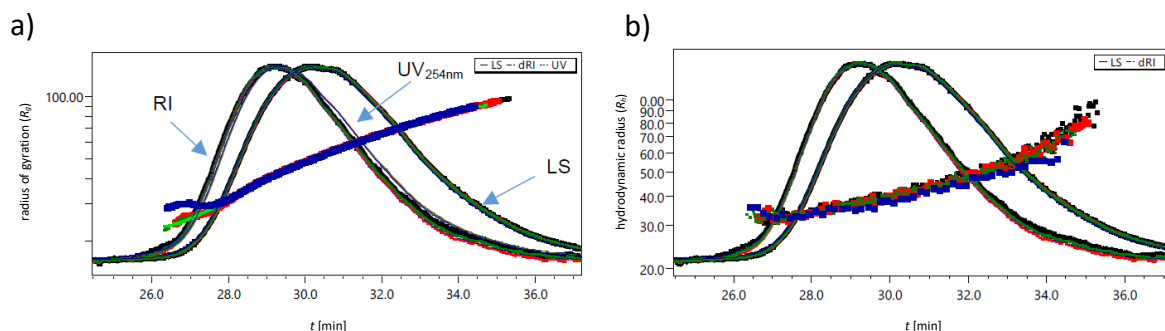 a)
radius of gyration (Rg)
100.00
RI
UV254nm
LS
LS dRI UV
26.0 28.0 30.0 32.0 34.0 36.0
t [min]
b)
hydrodynamic radius (Rh)
0.00
90.0
80.0
70.0
60.0
50.0
40.0
30.0
20.0
LS dRI
26.0 28.0 30.0 32.0 34.0 36.0
t [min]